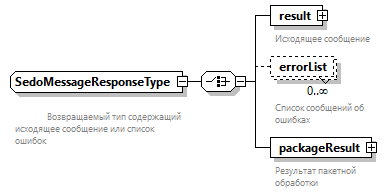 result
Исходящее сообщение
errorList
SedoMessageResponseType
0..∞
Возвращаемый тип содержащий
исходящее сообщение или список
ошибок
Список сообщений об
ошибках
packageResult
Результат пакетной
обработки